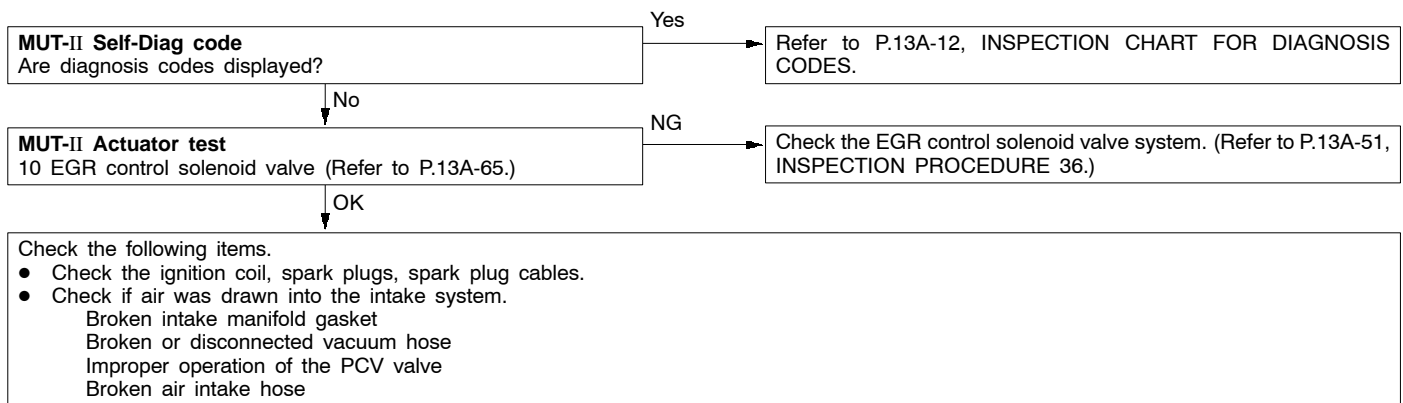 Yes
MUT-II Self-Diag code
Are diagnosis codes displayed?
Refer to P.13A-12, INSPECTION CHART FOR DIAGNOSIS
CODES.
No
NG
MUT-II Actuator test
10 EGR control solenoid valve (Refer to P.13A-65.)
Check the EGR control solenoid valve system. (Refer to P.13A-51,
INSPECTION PROCEDURE 36.)
OK
Check the following items.
● Check the ignition coil, spark plugs, spark plug cables.
● Check if air was drawn into the intake system.
Broken intake manifold gasket
Broken or disconnected vacuum hose
Improper operation of the PCV valve
Broken air intake hose